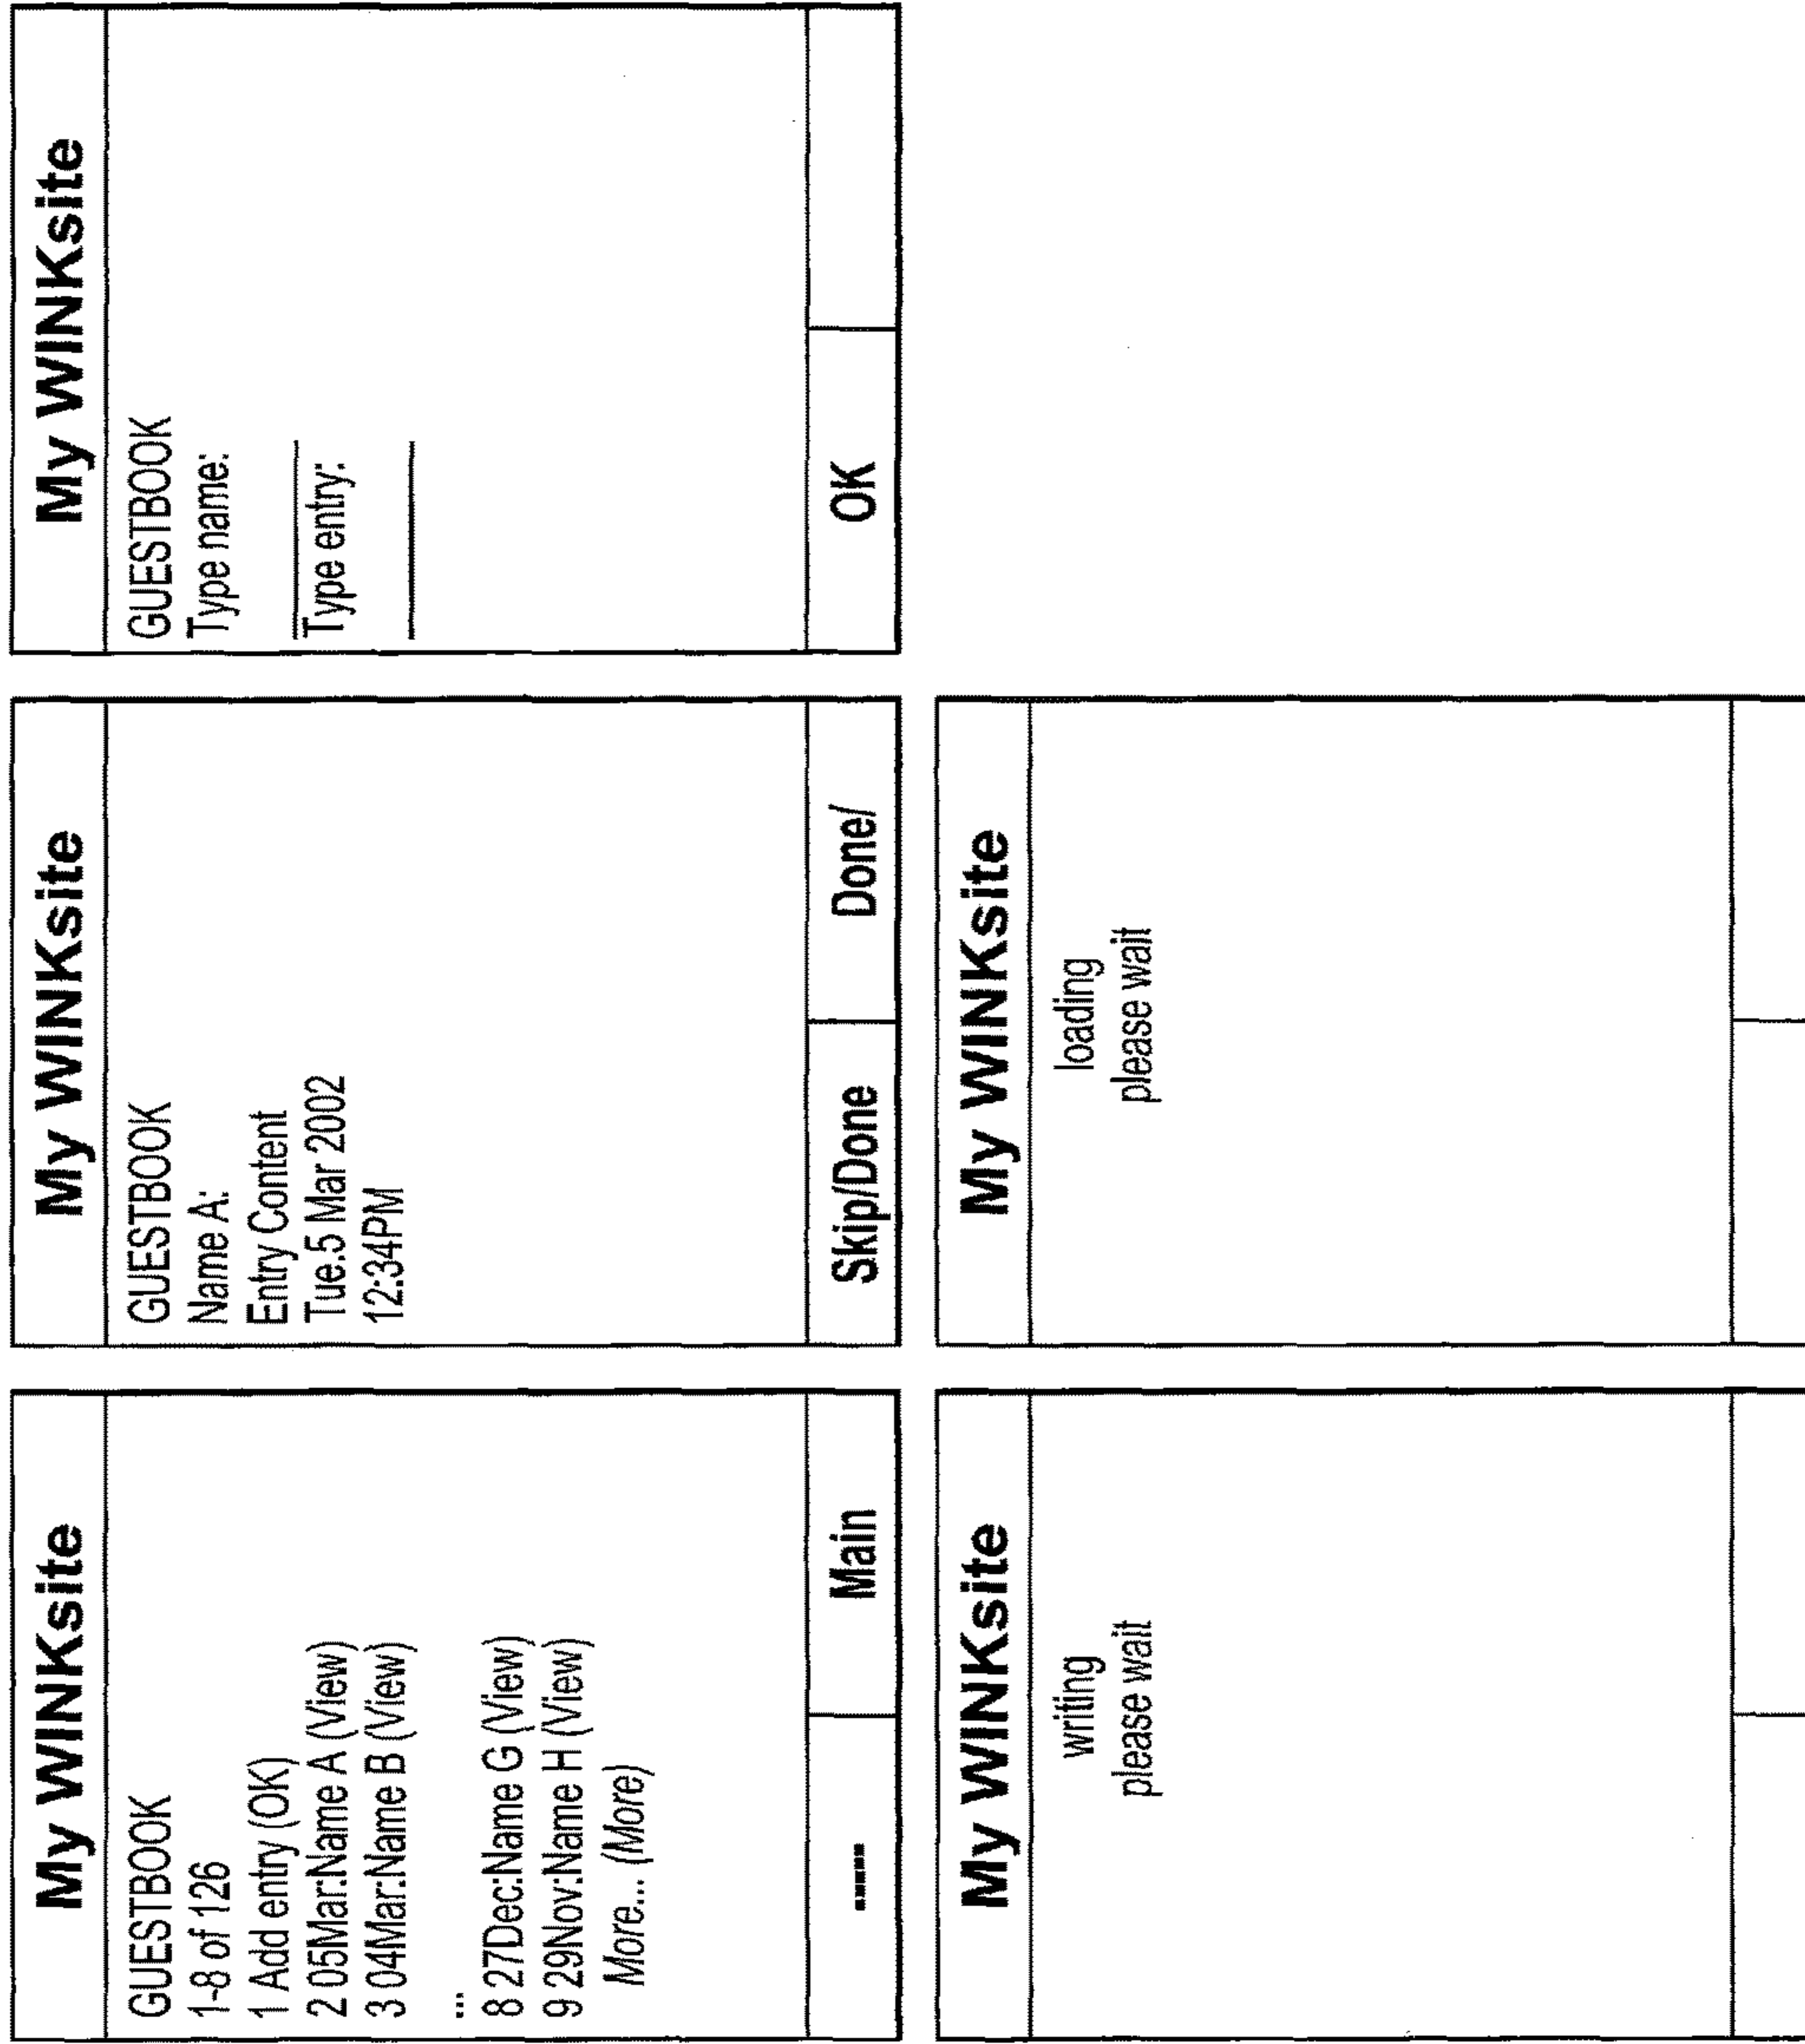 My WINKsite
GUESTBOOK
1-8 of 126
1 Add entry (OK)
2 05Mar:Name A (View)
3 04Mar:Name B (View)
...
8 27Dec:Name G (View)
9 29Nov:Name H (View)
More... (More)
----- Main
My WINKsite
GUESTBOOK
Name A:
Entry Content
Tue.5 Mar 2002
12:34PM
Skip/Done Done/
My WINKsite
GUESTBOOK
Type name:
Type entry:
OK
My WINKsite
writing
please wait
My WINKsite
loading
please wait